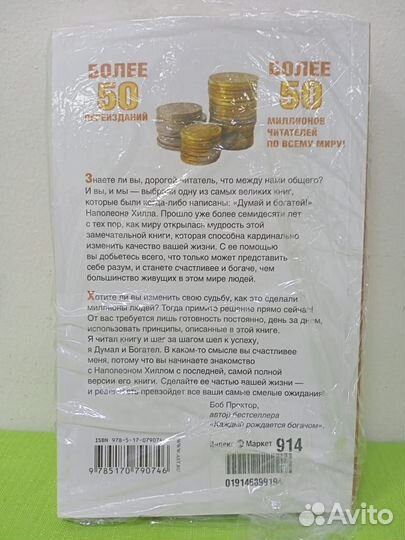 БОЛЕЕ
50
ПЕРЕИЗДАНИЙ
БОЛЕЕ
50
МИЛЛИОНОВ
ЧИТАТЕЛЕЙ
ПО ВСЕМУ МИРУ!
Знаете ли вы, дорогой читатель, что между нами общего?
И вы, и мы — выбрали одну из самых великих книг,
которые были когда-либо написаны: «Думай и богатей!»
Наполеона Хилла. Прошло уже более семидесяти лет
с тех пор, как миру открылась мудрость этой
замечательной книги, которая способна кардинально
изменить качество вашей жизни. С ее помощью
вы добьетесь всего, что только может представить
себе разум, и станете счастливее и богаче, чем
большинство живущих в этом мире людей.
Хотите ли вы изменить свою судьбу, как это сделали
миллионы людей? Тогда примите решение прямо сейчас!
От вас требуется лишь готовность постоянно, день за днем,
использовать принципы, описанные в этой книге.
Я читал книгу и шаг за шагом шел к успеху,
я Думал и Богател. В каком-то смысле вы счастливее
меня, потому что вы начинаете знакомство
с Наполеоном Хиллом с последней, самой полной
версии его книги. Сделайте ее частью вашей жизни —
и реальность превзойдет все ваши самые смелые ожидания!
Боб Проктор,
автор бестселлера
«Каждый рождается богачом».
ISBN 978-5-17-079074-
9 785170 790746
WWW.AST.RU
Яндекс Маркет 914
Avito